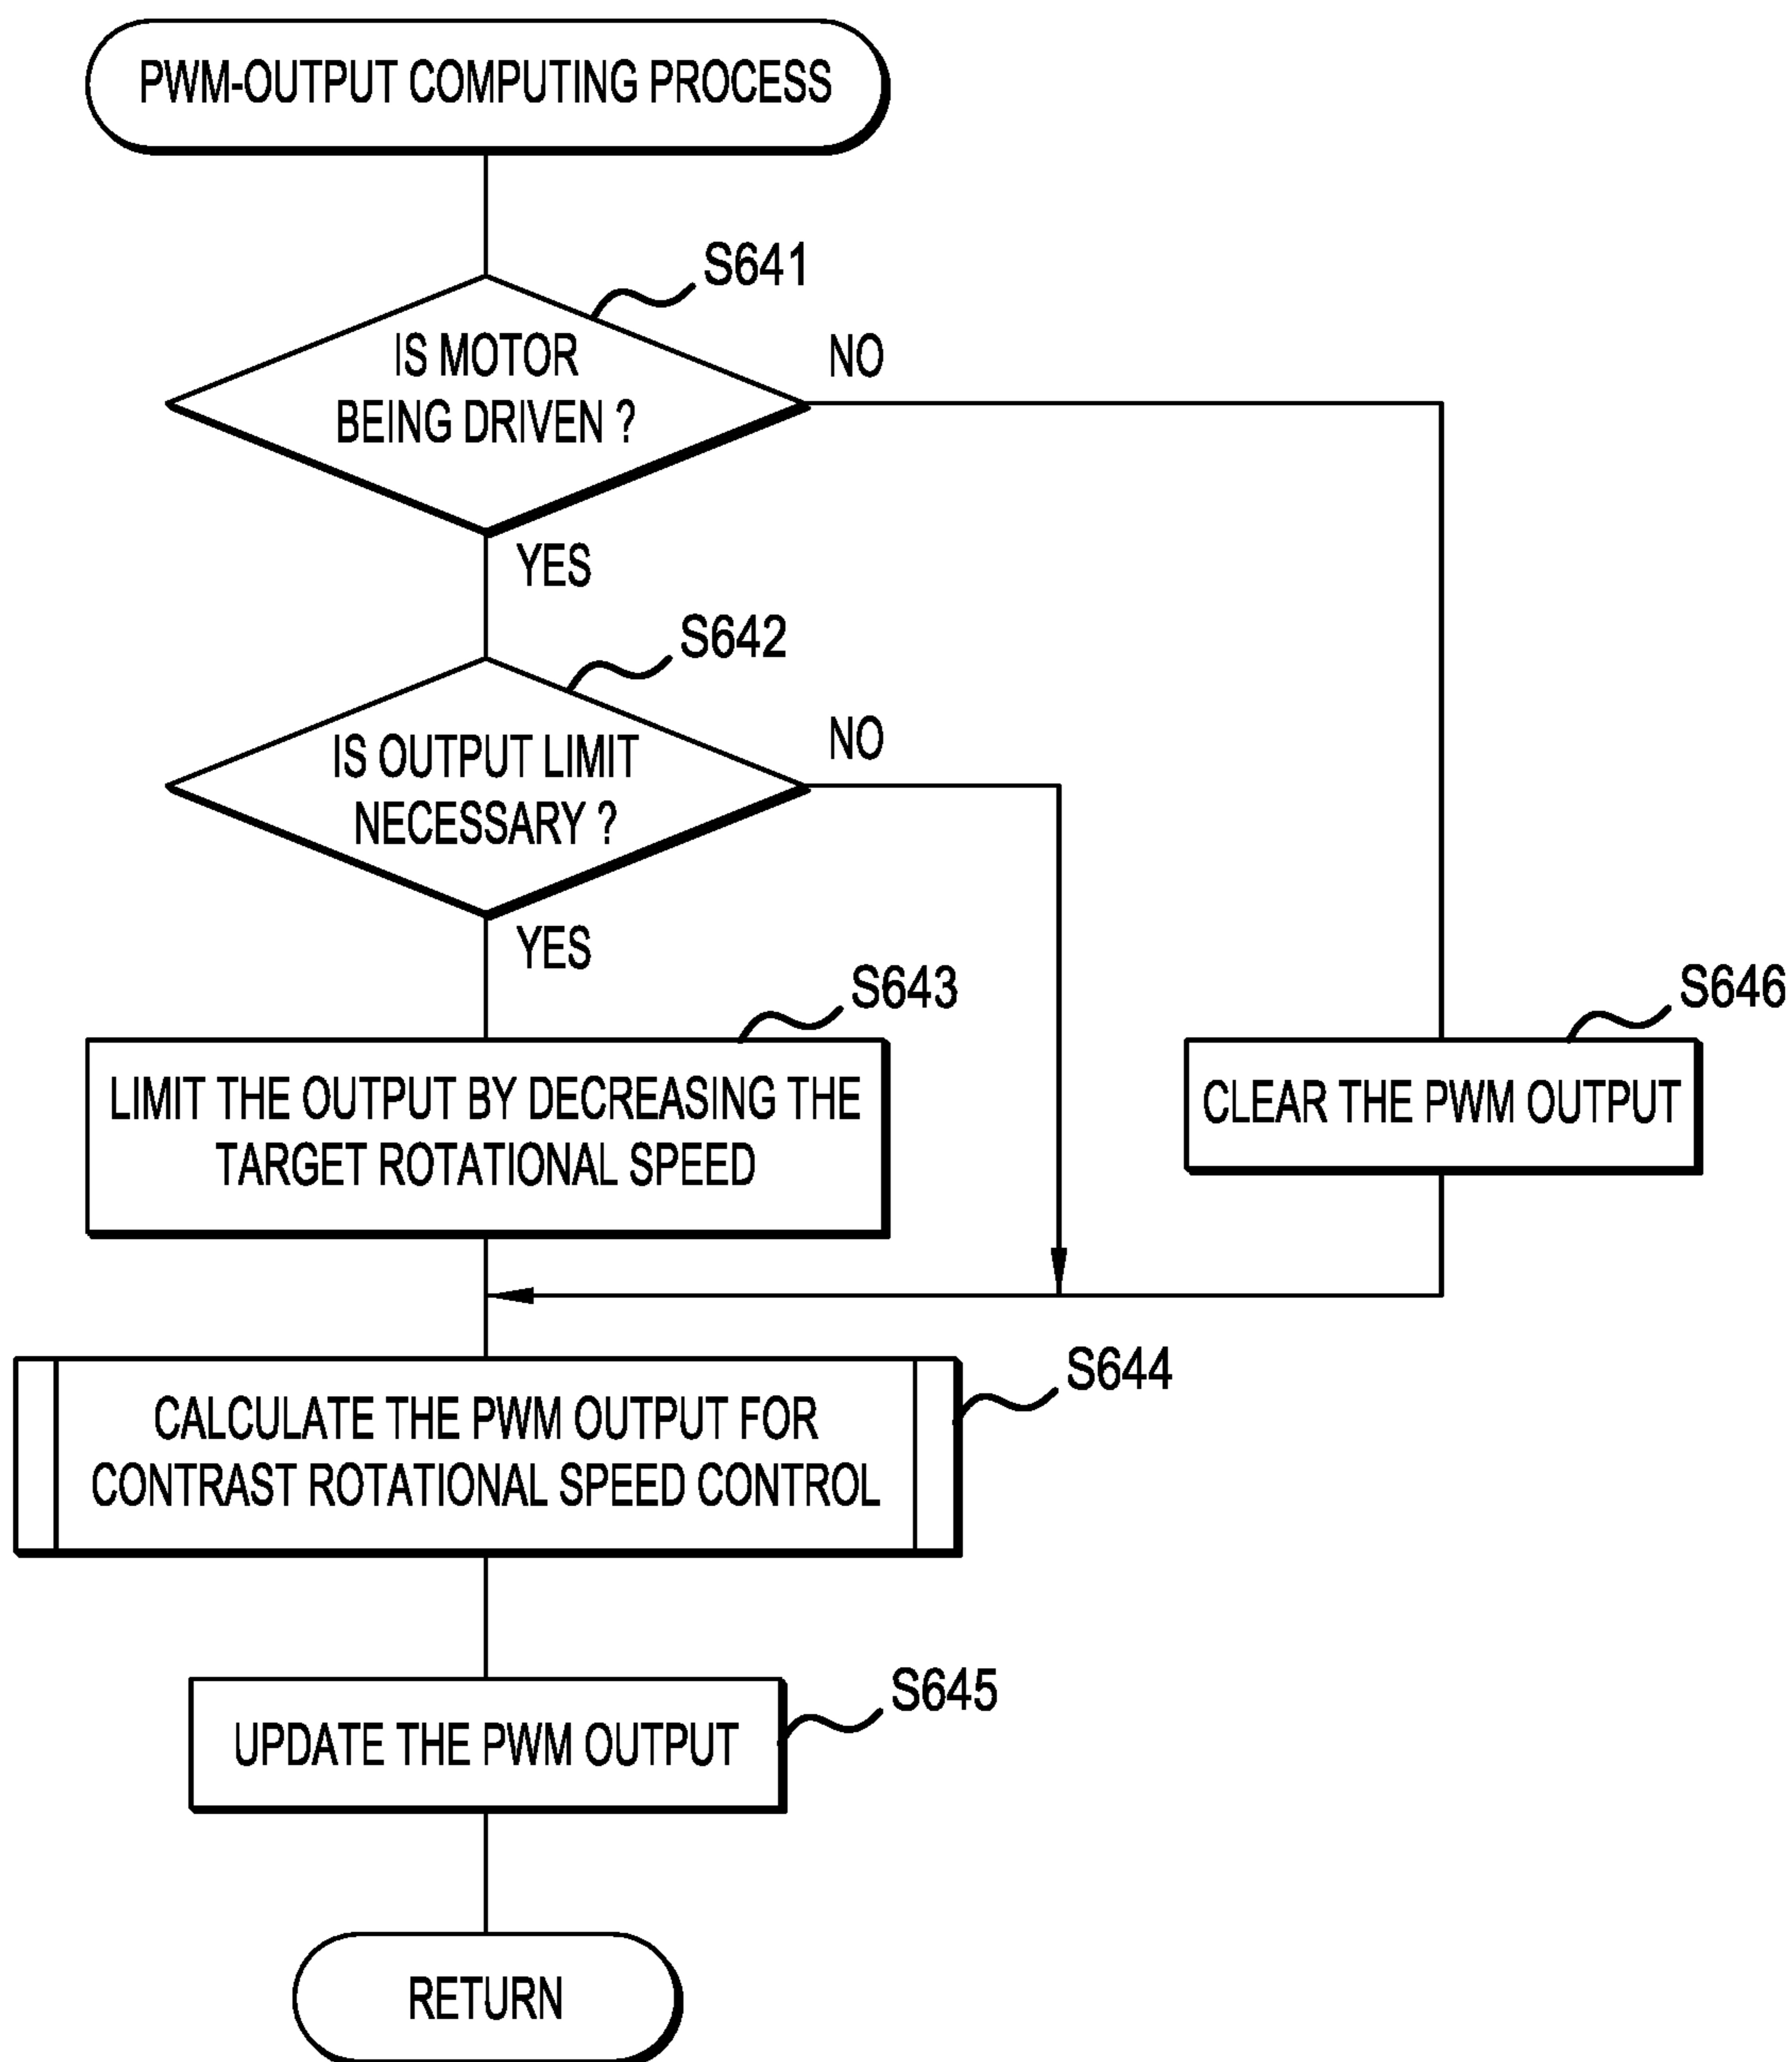 PWM-OUTPUT COMPUTING PROCESS
S641
IS MOTOR
BEING DRIVEN ?
NO
YES
S642
IS OUTPUT LIMIT
NECESSARY ?
NO
YES
S643
LIMIT THE OUTPUT BY DECREASING THE
TARGET ROTATIONAL SPEED
S646
CLEAR THE PWM OUTPUT
S644
CALCULATE THE PWM OUTPUT FOR
CONTRAST ROTATIONAL SPEED CONTROL
S645
UPDATE THE PWM OUTPUT
RETURN